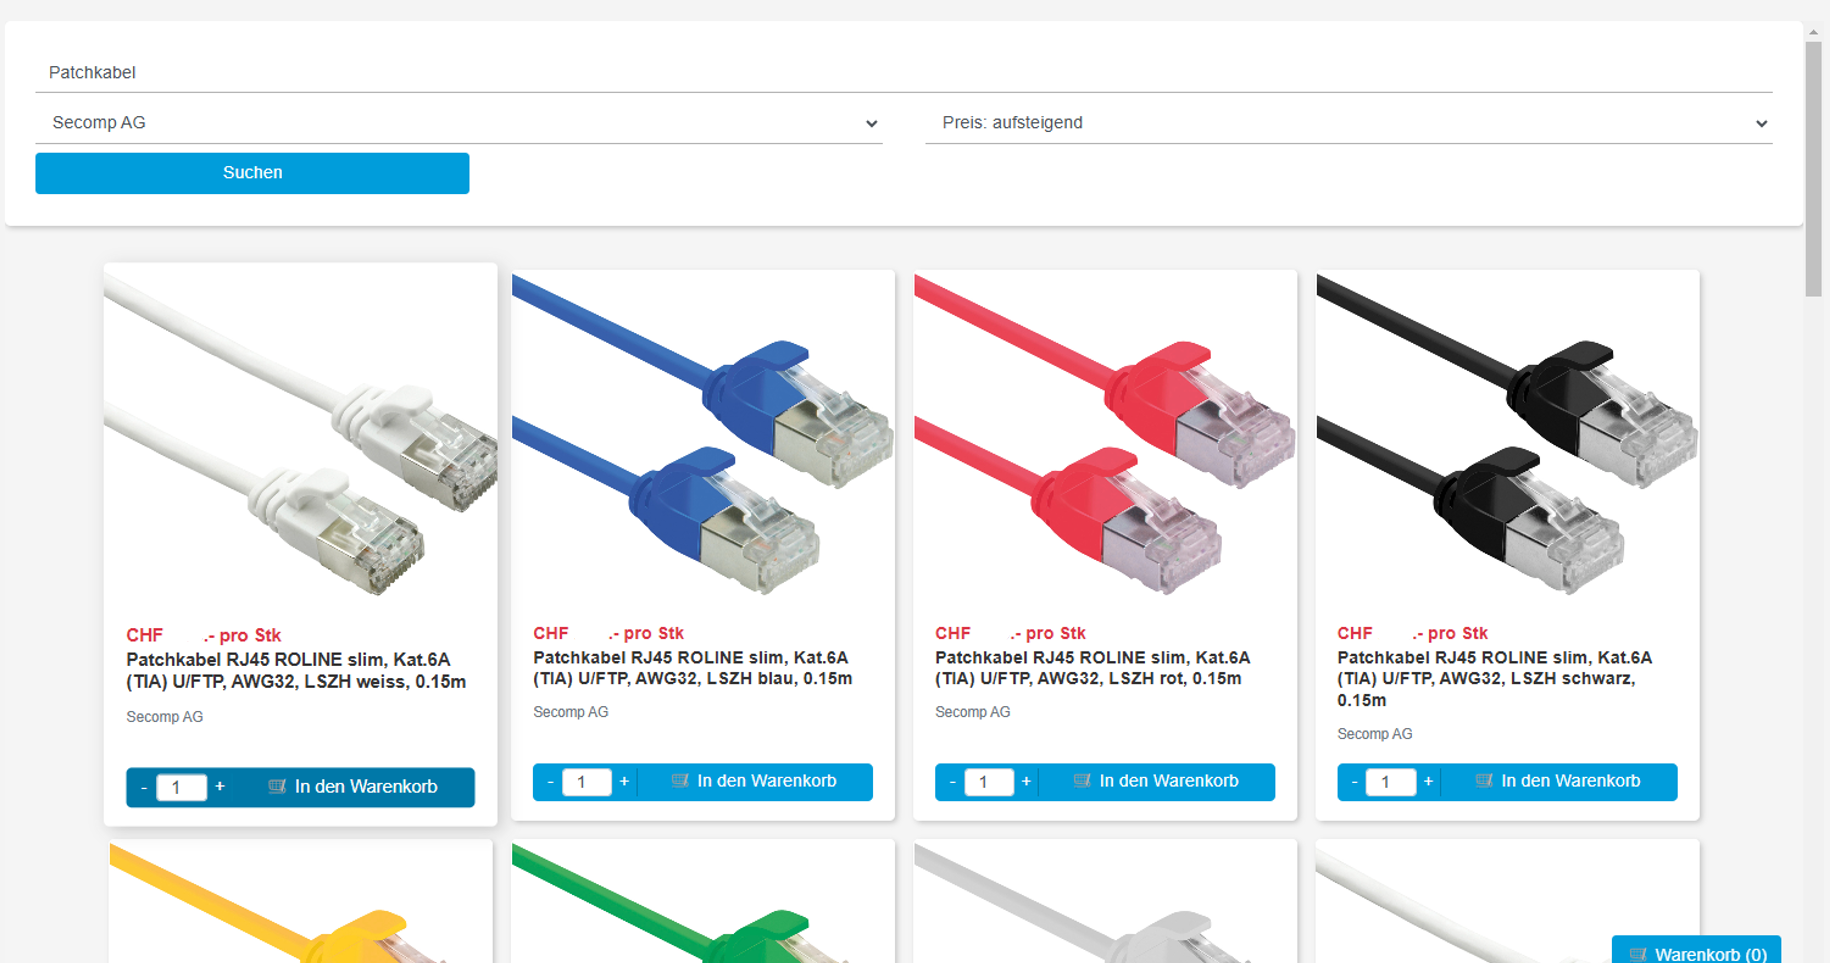 Patchkabel
Secomp AG
Preis: aufsteigend
Suchen
CHF .- pro Stk
Patchkabel RJ45 ROLINE slim, Kat.6A
(TIA) U/FTP, AWG32, LSZH weiss, 0.15m
Secomp AG
- 1 + In den Warenkorb
CHF .- pro Stk
Patchkabel RJ45 ROLINE slim, Kat.6A
(TIA) U/FTP, AWG32, LSZH blau, 0.15m
Secomp AG
- 1 + In den Warenkorb
CHF .- pro Stk
Patchkabel RJ45 ROLINE slim, Kat.6A
(TIA) U/FTP, AWG32, LSZH rot, 0.15m
Secomp AG
- 1 + In den Warenkorb
CHF .- pro Stk
Patchkabel RJ45 ROLINE slim, Kat.6A
(TIA) U/FTP, AWG32, LSZH schwarz,
0.15m
Secomp AG
- 1 + In den Warenkorb
Warenkorb (0)